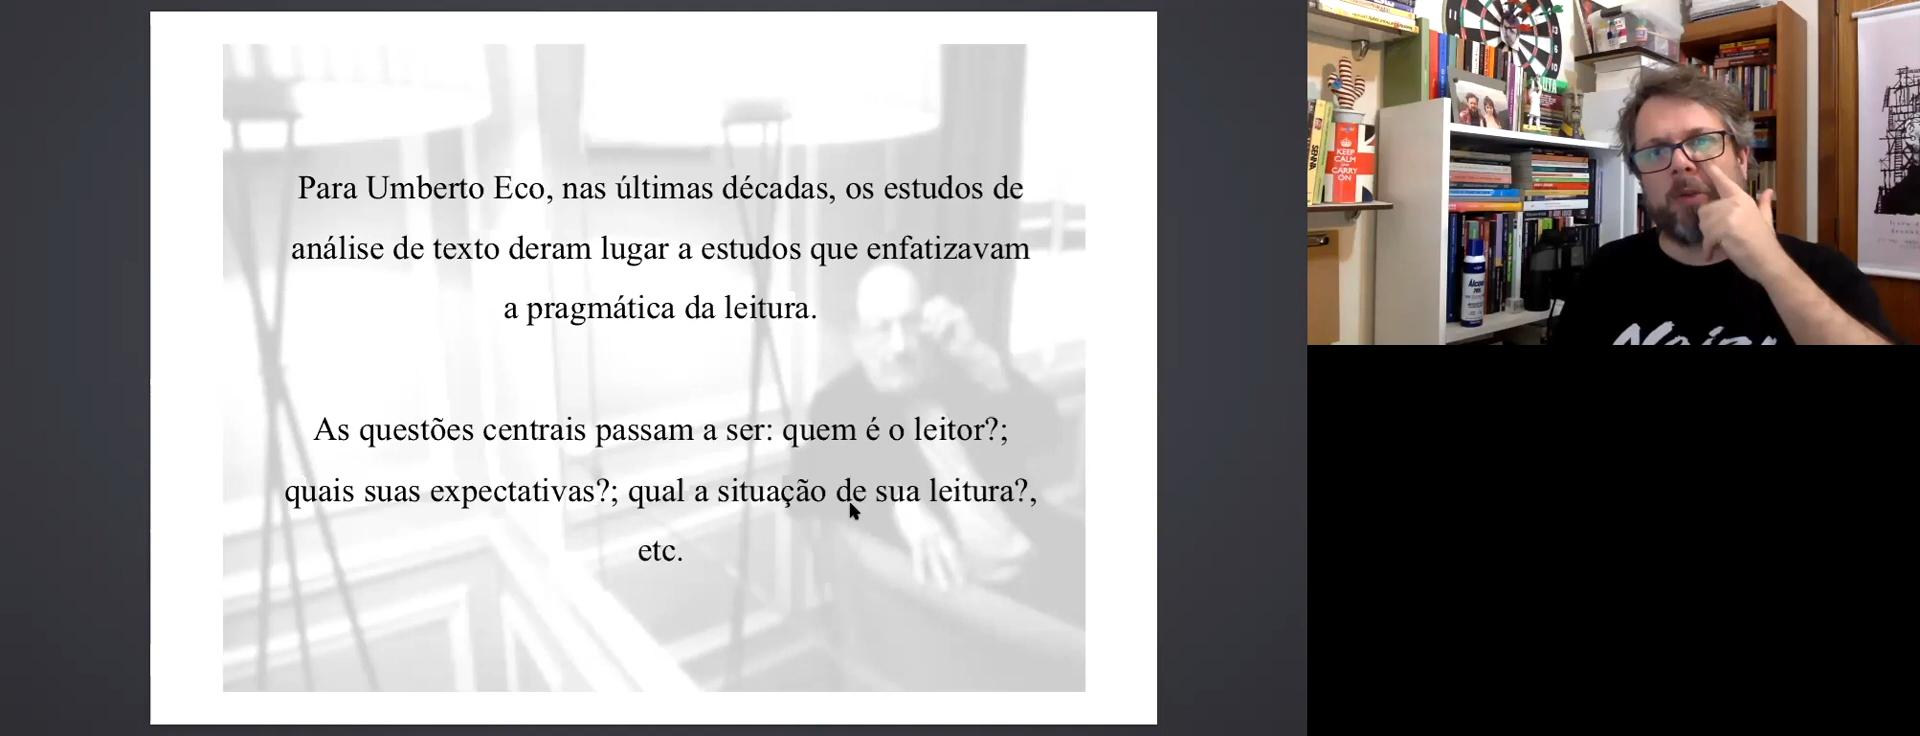 Para Umberto Eco, nas últimas décadas, os estudos de
análise de texto deram lugar a estudos que enfatizavam
a pragmática da leitura.
As questões centrais passam a ser: quem é o leitor?;
quais suas expectativas?; qual a situação de sua leitura?,
etc.
SENNA
KEEP
CALM
AND
CARRY
ON